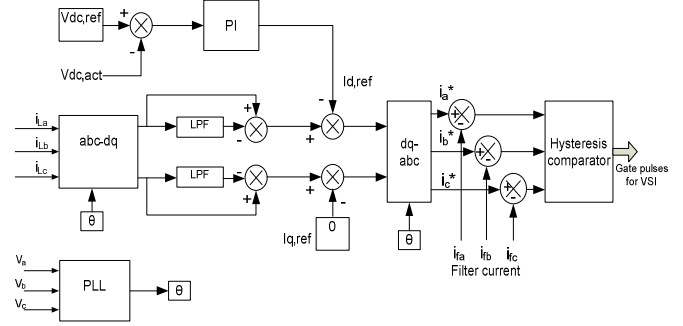 Vdc,ref
+
-
PI
Vdc,act
Id,ref
-
iLa
iLb
iLc
abc-dq
LPF
+
-
+
LPF
-
+
+
-
θ
0
Iq,ref
dq-
abc
θ
ia*
ib*
ic*
+
-
+
-
+
-
ifa
ifb
ifc
Filter current
Hysteresis
comparator
Gate pulses
for VSI
Va
Vb
Vc
PLL
θ